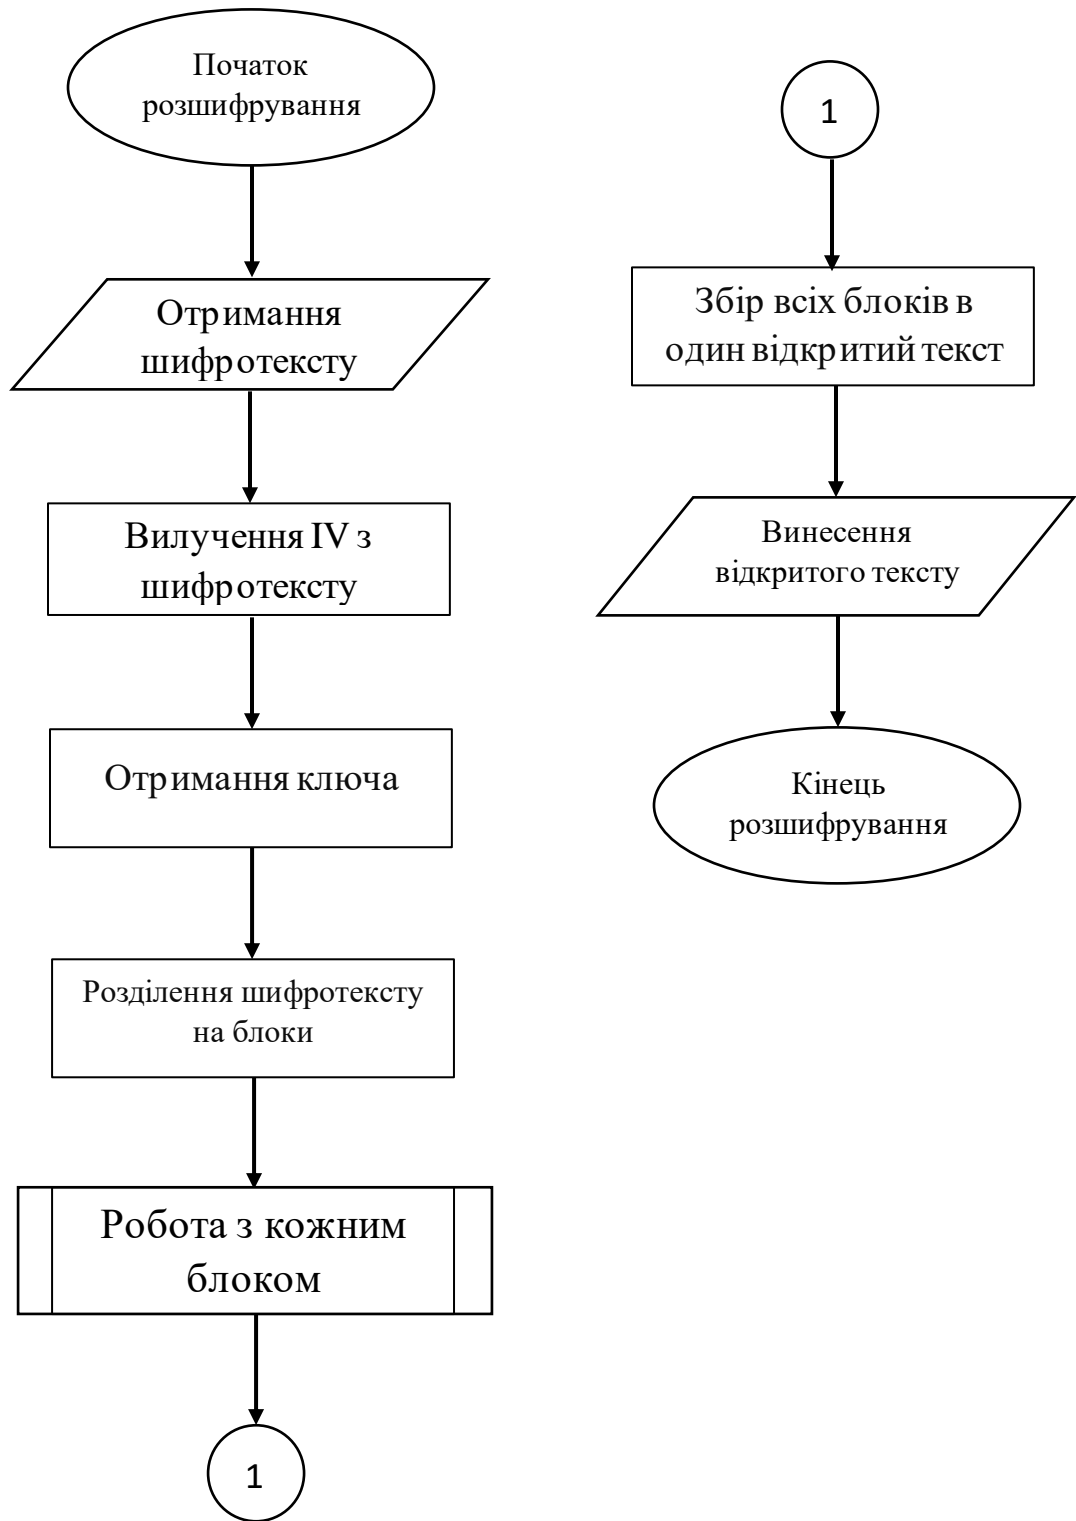 Початок
розшифрування
Отримання
шифротексту
Вилучення IV з
шифротексту
Отримання ключа
Розділення шифротексту
на блоки
Робота з кожним
блоком
1
1
Збір всіх блоків в
один відкритий текст
Винесення
відкритого тексту
Кінець
розшифрування